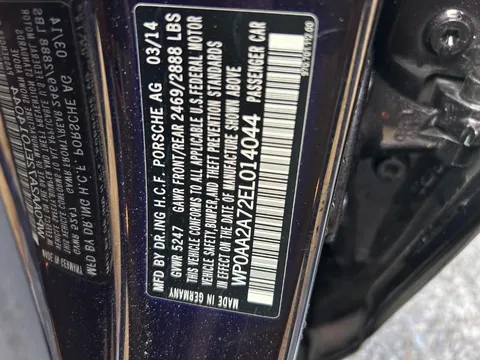 MFD. BY DR.ING H.C.F. PORSCHE AG 03/14
GVWR 5247 GAWR FRONT/REAR 2469/2888 LBS
THIS VEHICLE CONFORMS TO ALL APPLICABLE U.S.FEDERAL MOTOR
VEHICLE SAFETY,BUMPER,AND THEFT PREVENTION STANDARDS
IN EFFECT ON THE DATE OF MANUFACTURE SHOWN ABOVE.
WP0AA2A72EL014044 PASSENGER CAR
MADE IN GERMANY